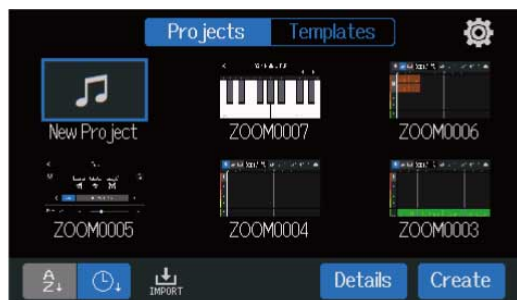 Projects Templates
New Project ZOOM0007 ZOOM0006
ZOOM0005 ZOOM0004 ZOOM0003
A
Z↓ IMPORT Details Create